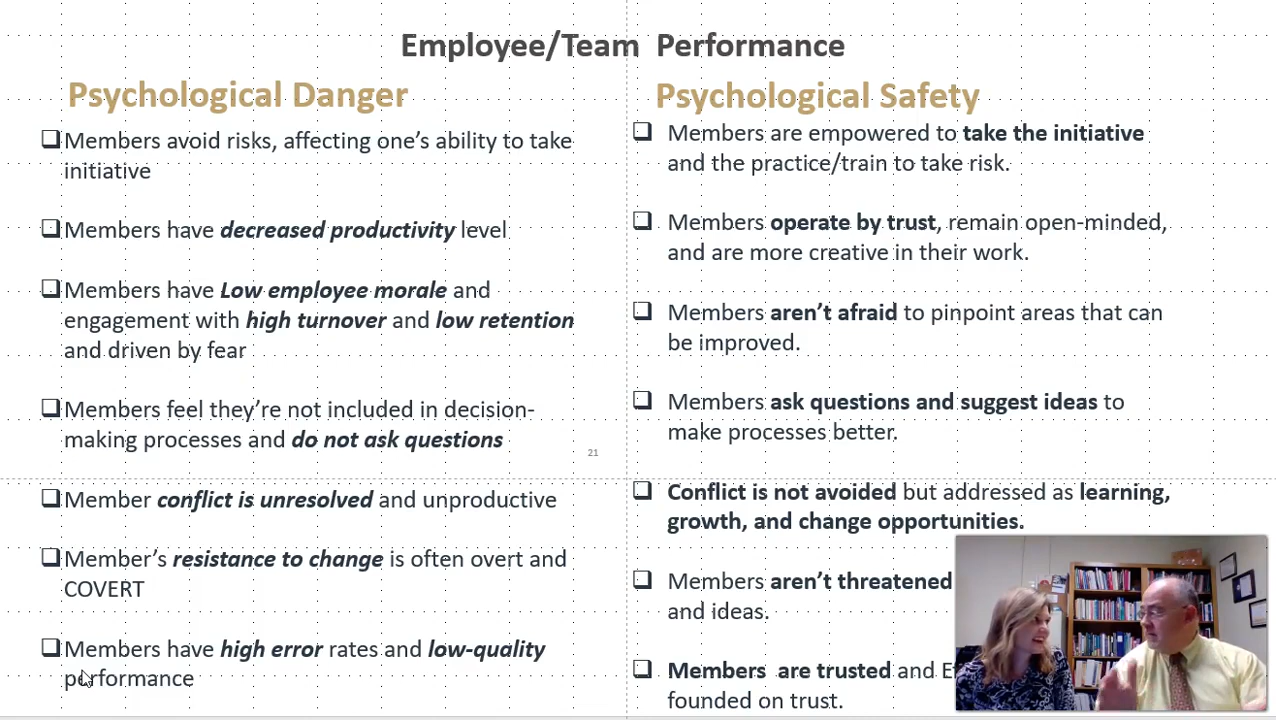 Employee/Team  Performance
Psychological Danger
Members avoid risks, affecting one’s ability to take
initiative
Members have decreased productivity level
Members have Low employee morale and
engagement with high turnover and low retention
and driven by fear
Members feel they’re not included in decision-
making processes and do not ask questions
Member conflict is unresolved and unproductive
Member’s resistance to change is often overt and
COVERT
Members have high error rates and low-quality
performance
21
Psychological Safety
Members are empowered to take the initiative
and the practice/train to take risk.
Members operate by trust, remain open-minded,
and are more creative in their work.
Members aren’t afraid to pinpoint areas that can
be improved.
Members ask questions and suggest ideas to
make processes better.
Conflict is not avoided but addressed as learning,
growth, and change opportunities.
Members aren’t threatened
and ideas.
Members  are trusted and
founded on trust.